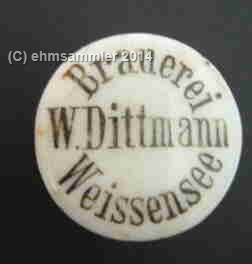 (C) ehmsammler 2014
Brauerei
W. Dittmann
Weissensee